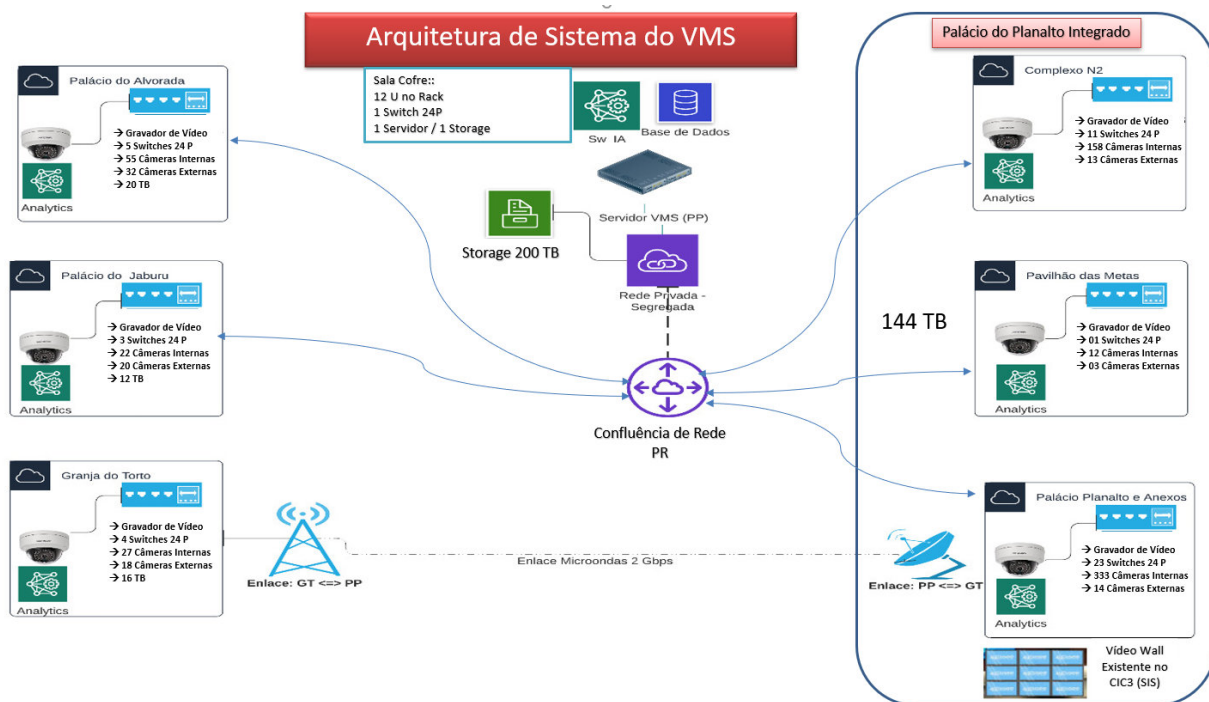 Arquitetura de Sistema do VMS
Sala Cofre::
12 U no Rack
1 Switch 24P
1 Servidor / 1 Storage
Sw IA
Base de Dados
Servidor VMS (PP)
Storage 200 TB
Rede Privada -
Segregada
Confluência de Rede
PR
Palácio do Alvorada
→ Gravador de Vídeo
→ 5 Switches 24 P
→ 55 Câmeras Internas
→ 32 Câmeras Externas
→ 20 TB
Analytics
Palácio do Jaburu
→ Gravador de Vídeo
→ 3 Switches 24 P
→ 22 Câmeras Internas
→ 20 Câmeras Externas
→ 12 TB
Analytics
Granja do Torto
→ Gravador de Vídeo
→ 4 Switches 24 P
→ 27 Câmeras Internas
→ 18 Câmeras Externas
→ 16 TB
Analytics
Enlace: GT <=> PP
Enlace Microondas 2 Gbps
Enlace: PP <=> GT
Palácio do Planalto Integrado
Complexo N2
→ Gravador de Vídeo
→ 11 Switches 24 P
→ 158 Câmeras Internas
→ 13 Câmeras Externas
Analytics
144 TB
Pavilhão das Metas
→ Gravador de Vídeo
→ 01 Switches 24 P
→ 12 Câmeras Internas
→ 03 Câmeras Externas
Analytics
Palácio Planalto e Anexos
→ Gravador de Vídeo
→ 23 Switches 24 P
→ 333 Câmeras Internas
→ 14 Câmeras Externas
Analytics
Vídeo Wall
Existente no
CIC3 (SIS)